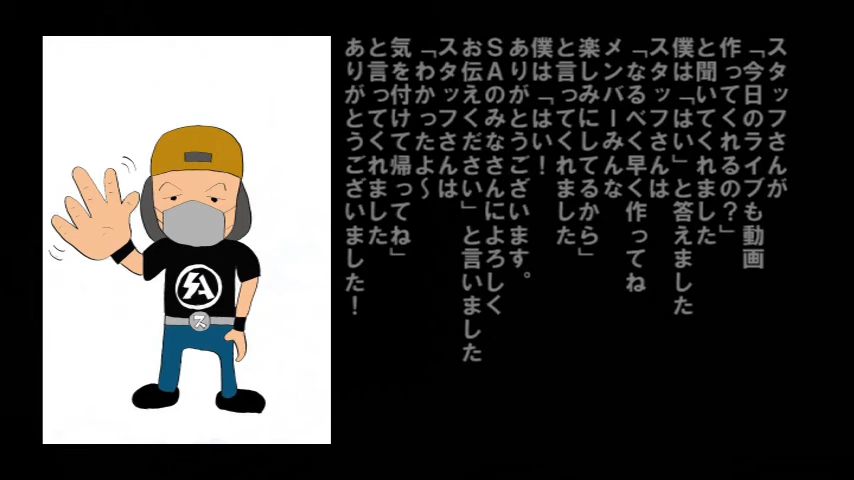 スタッフさんが
「今日のライブも動画
作ってくれるの？」
と聞いてくれました
僕は「はい」と答えました
スタッフさんは
「なるべく早く作ってね
メンバーみんな
楽しみにしてるから」
と言ってくれました
僕は「はい！
ありがとうございます。
SAのみなさんによろしく
お伝えください」と言いました
スタッフさんは
「わかったよ〜
気を付けて帰ってね」
と言ってくれました
ありがとうございました！
SA
ス